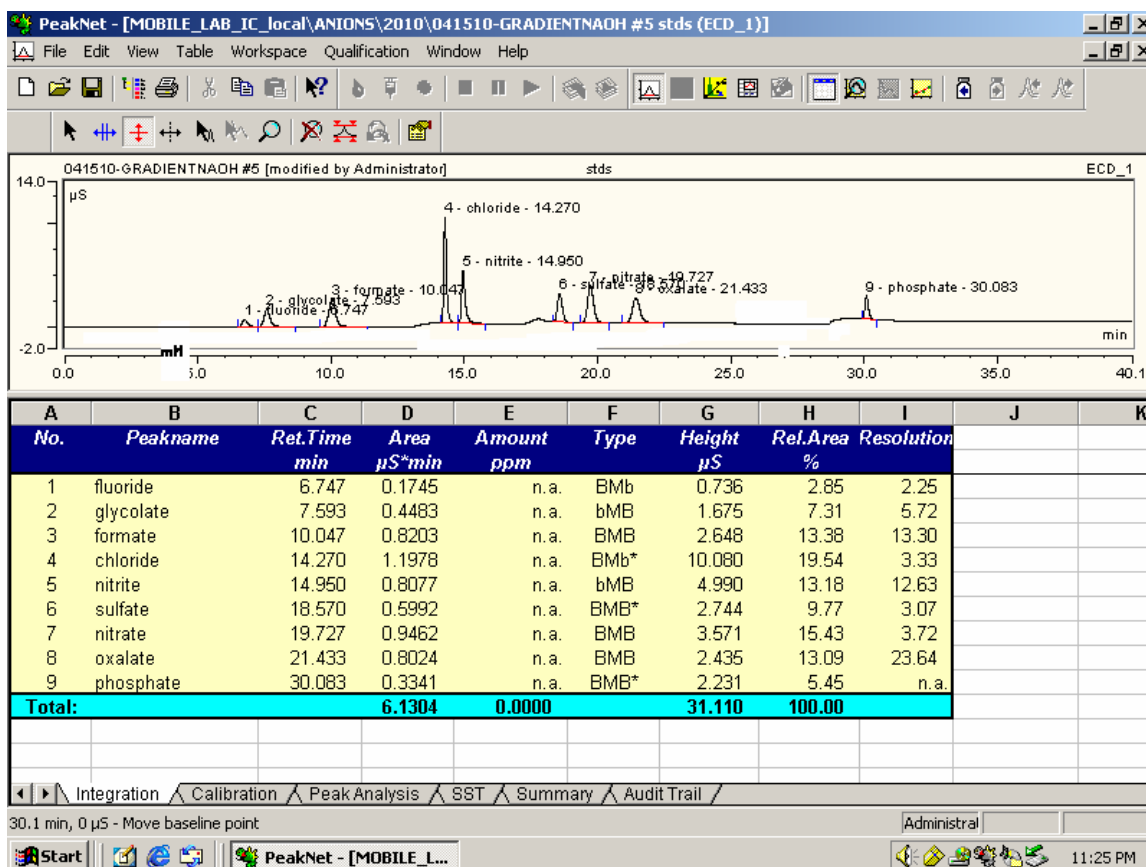 PeakNet - [MOBILE_LAB_IC_local\ANIONS\2010\041510-GRADIENTNAOH #5 stds (ECD_1)]
File Edit View Table Workspace Qualification Window Help
041510-GRADIENTNAOH #5 [modified by Administrator] stds ECD_1
14.0
µS
4 - chloride - 14.270
5 - nitrite - 14.950
7 - nitrate - 19.727
6 - sulfate - 18.570
3 - formate - 10.047
8 - oxalate - 21.433
9 - phosphate - 30.083
2 - glycolate - 7.593
1 - fluoride - 6.747
min
-2.0
0.0 5.0 10.0 15.0 20.0 25.0 30.0 35.0 40.1
A B C D E F G H I J K
No. Peakname Ret.Time Area Amount Type Height Rel.Area Resolution
min µS*min ppm µS %
1 fluoride 6.747 0.1745 n.a. BMb 0.736 2.85 2.25
2 glycolate 7.593 0.4483 n.a. bMB 1.675 7.31 5.72
3 formate 10.047 0.8203 n.a. BMB 2.648 13.38 13.30
4 chloride 14.270 1.1978 n.a. BMb* 10.080 19.54 3.33
5 nitrite 14.950 0.8077 n.a. bMB 4.990 13.18 12.63
6 sulfate 18.570 0.5992 n.a. BMB* 2.744 9.77 3.07
7 nitrate 19.727 0.9462 n.a. BMB 3.571 15.43 3.72
8 oxalate 21.433 0.8024 n.a. BMB 2.435 13.09 23.64
9 phosphate 30.083 0.3341 n.a. BMB* 2.231 5.45 n.a.
Total: 6.1304 0.0000 31.110 100.00
Integration Calibration Peak Analysis SST Summary Audit Trail
30.1 min, 0 µS - Move baseline point Administrat
Start PeakNet - [MOBILE_L... 11:25 PM